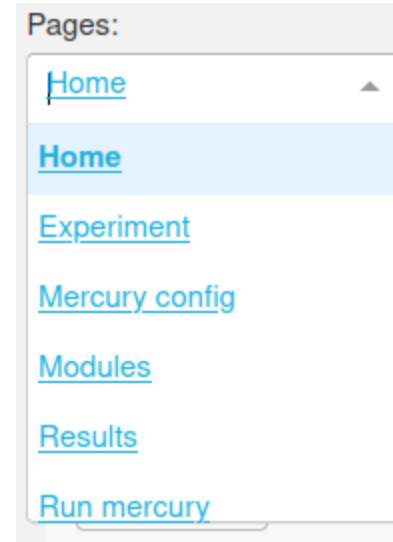 Pages:
Home
Home
Experiment
Mercury config
Modules
Results
Run mercury